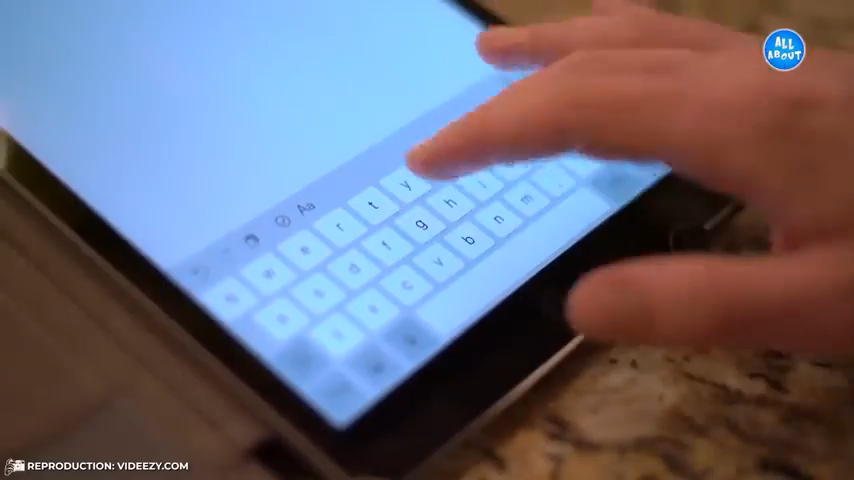 ALL
ABOUT
Aa
t y
f g h j
c v b n m
REPRODUCTION: VIDEEZY.COM